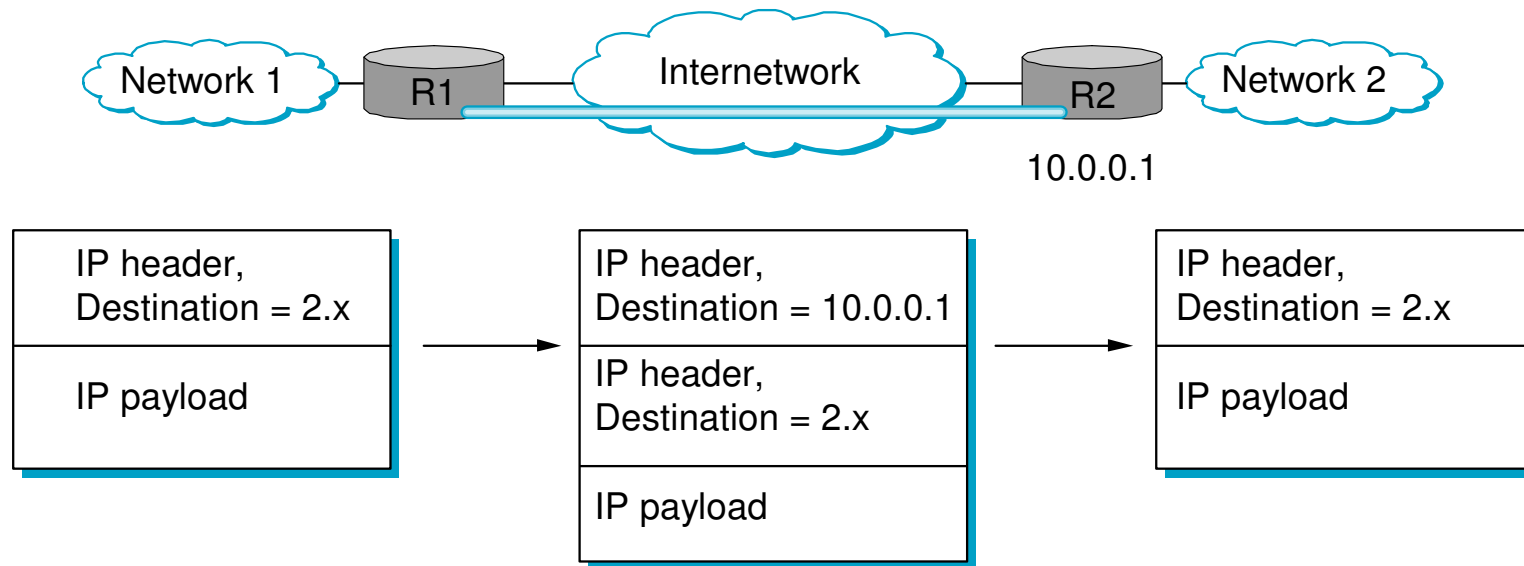 Network 1
R1
Internetwork
R2
Network 2
10.0.0.1
IP header,
Destination = 2.x
IP payload
IP header,
Destination = 10.0.0.1
IP header,
Destination = 2.x
IP payload
IP header,
Destination = 2.x
IP payload